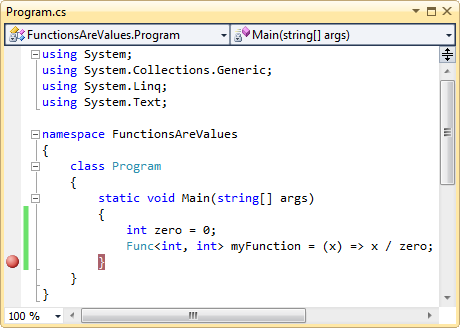 Program.cs
FunctionsAreValues.Program Main(string[] args)
using System;
using System.Collections.Generic;
using System.Linq;
using System.Text;
namespace FunctionsAreValues
{
class Program
{
static void Main(string[] args)
{
int zero = 0;
Func<int, int> myFunction = (x) => x / zero;
}
}
}
100 %